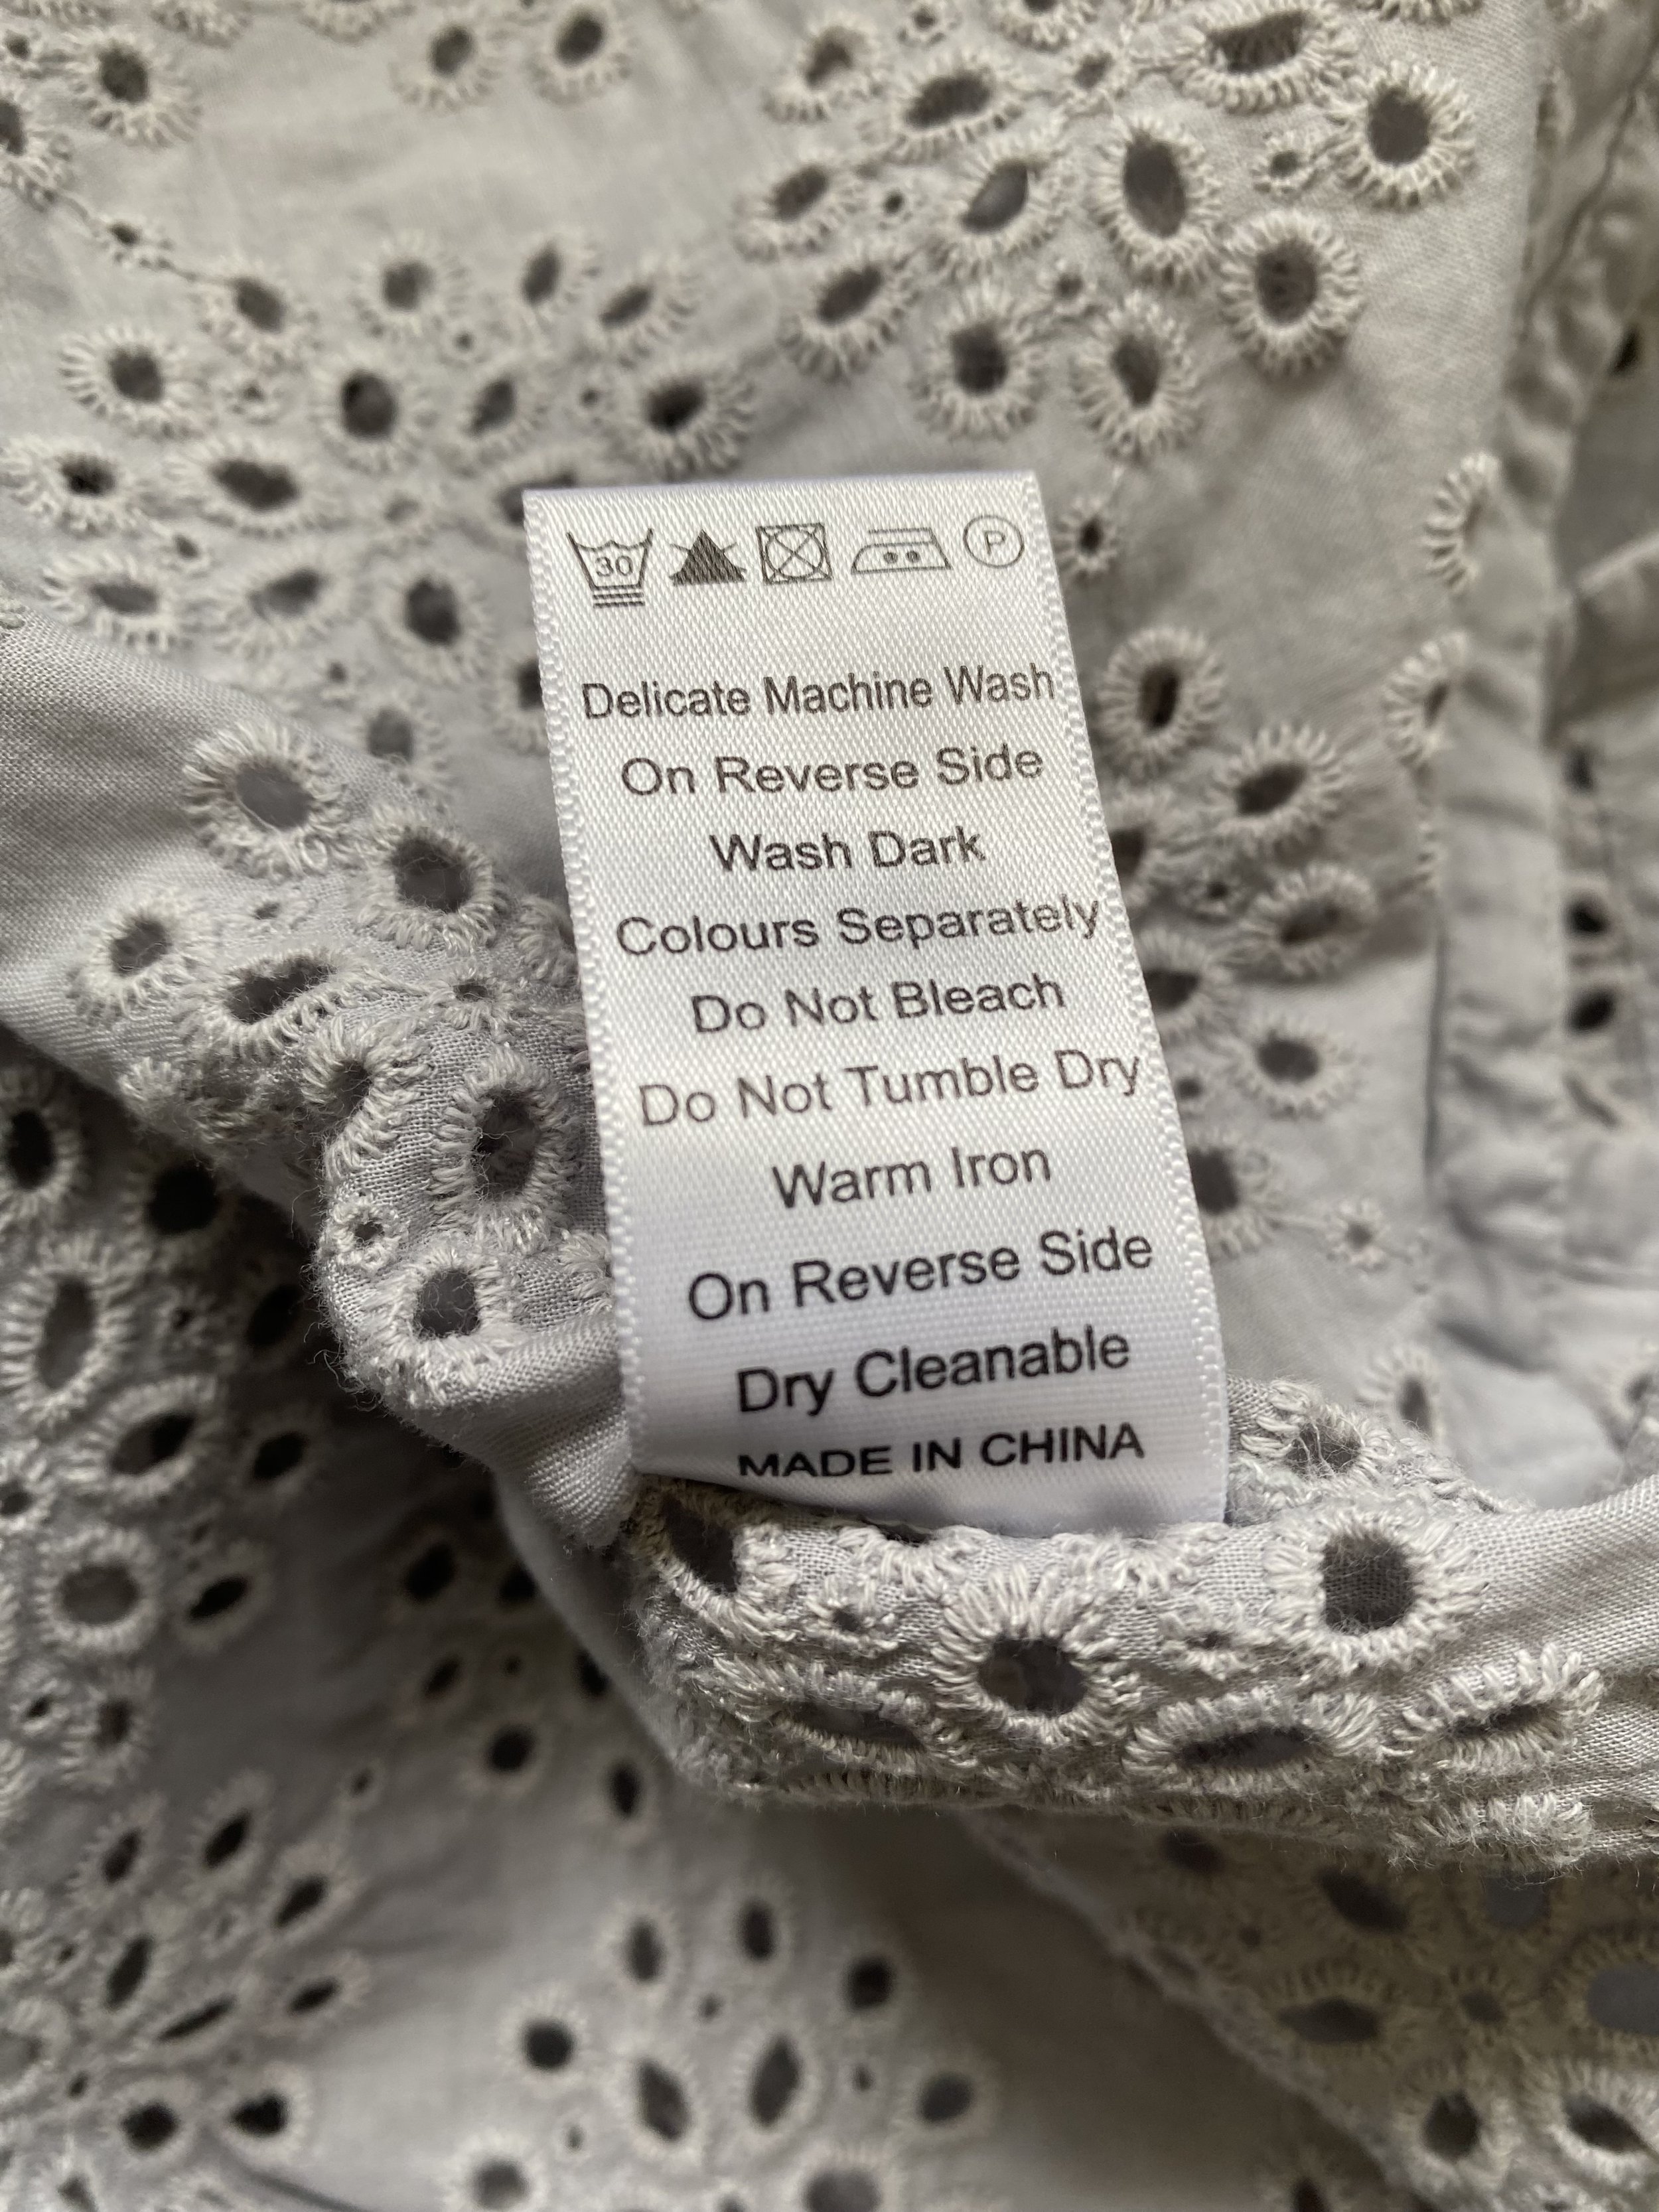 30 P
Delicate Machine Wash
On Reverse Side
Wash Dark
Colours Separately
Do Not Bleach
Do Not Tumble Dry
Warm Iron
On Reverse Side
Dry Cleanable
MADE IN CHINA